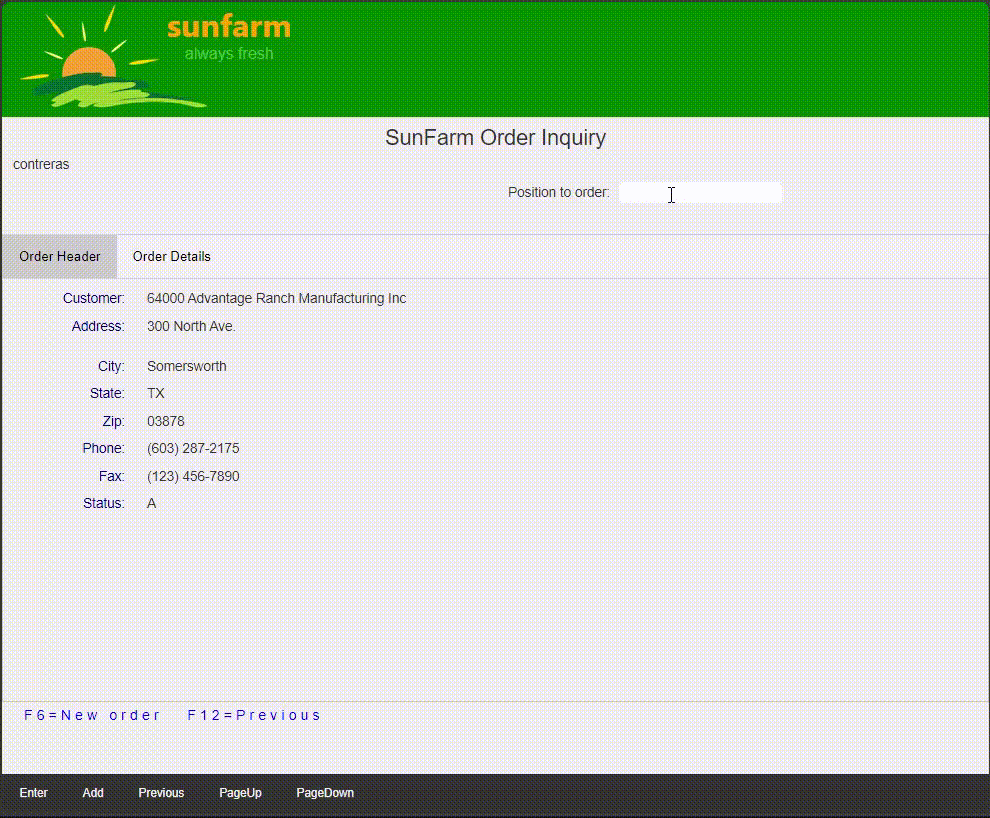 sunfarm
always fresh
SunFarm Order Inquiry
contreras
Position to order:
Order Header Order Details
Customer: 64000 Advantage Ranch Manufacturing Inc
Address: 300 North Ave.
City: Somersworth
State: TX
Zip: 03878
Phone: (603) 287-2175
Fax: (123) 456-7890
Status: A
F6=New order F12=Previous
Enter Add Previous PageUp PageDown